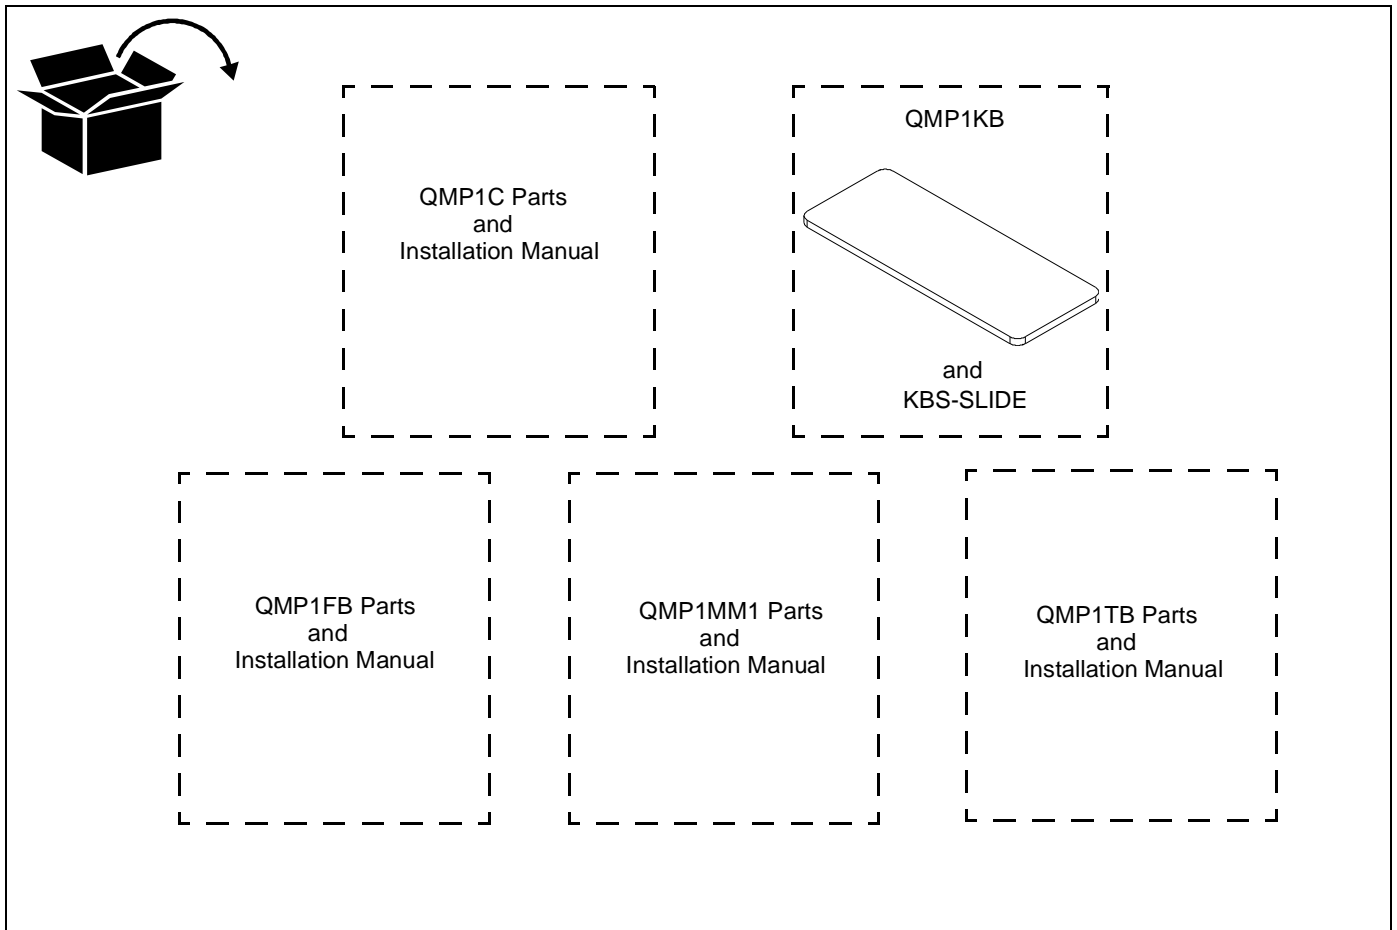 QMP1C Parts
and
Installation Manual
QMP1KB
and
KBS-SLIDE
QMP1FB Parts
and
Installation Manual
QMP1MM1 Parts
and
Installation Manual
QMP1TB Parts
and
Installation Manual